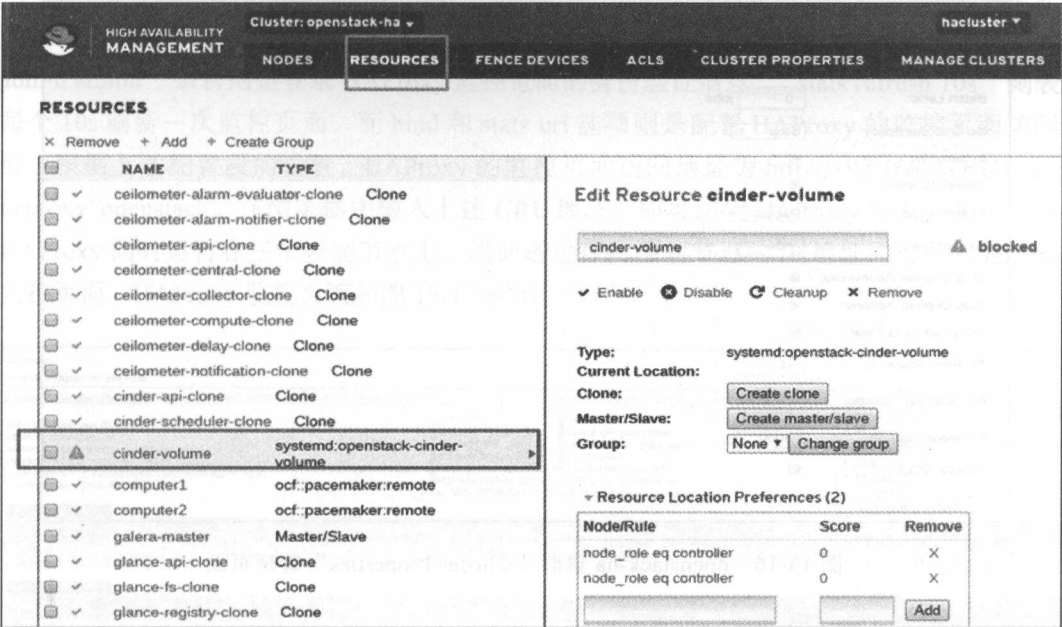 HIGH AVAILABILITY
MANAGEMENT
Cluster: openstack-ha
hacluster
NODES RESOURCES FENCE DEVICES ACLS CLUSTER PROPERTIES MANAGE CLUSTERS
RESOURCES
× Remove + Add + Create Group
NAME TYPE
ceilometer-alarm-evaluator-clone Clone
ceilometer-alarm-notifier-clone Clone
ceilometer-api-clone Clone
ceilometer-central-clone Clone
ceilometer-collector-clone Clone
ceilometer-compute-clone Clone
ceilometer-delay-clone Clone
ceilometer-notification-clone Clone
cinder-api-clone Clone
cinder-scheduler-clone Clone
cinder-volume systemd:openstack-cinder-
volume
computer1 ocf::pacemaker:remote
computer2 ocf::pacemaker:remote
galera-master Master/Slave
glance-api-clone Clone
glance-fs-clone Clone
glance-registry-clone Clone
Edit Resource cinder-volume
cinder-volume
blocked
Enable Disable Cleanup × Remove
Type: systemd:openstack-cinder-volume
Current Location:
Clone: Create clone
Master/Slave: Create master/slave
Group: None Change group
Resource Location Preferences (2)
Node/Rule Score Remove
node_role eq controller 0 X
node_role eq controller 0 X
Add